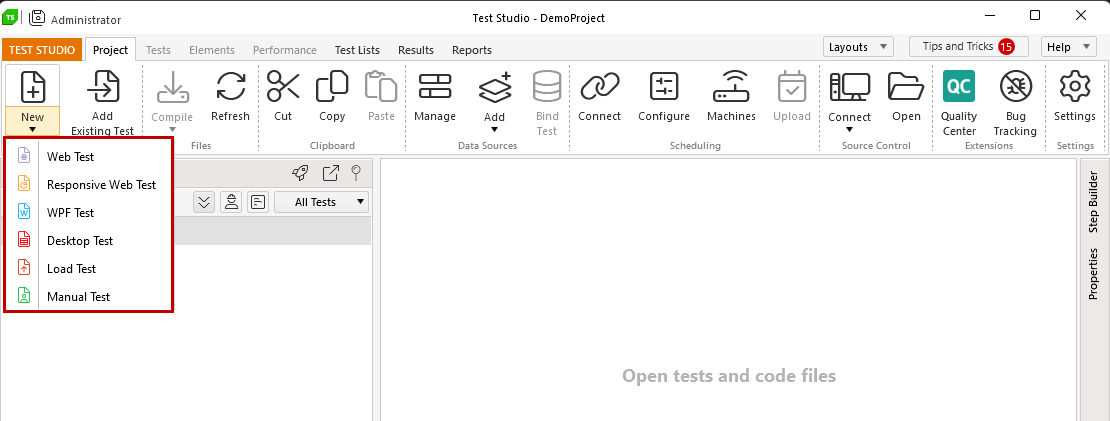 TS
Administrator
Test Studio - DemoProject
TEST STUDIO
Project
Tests
Elements
Performance
Test Lists
Results
Reports
Layouts
Tips and Tricks 15
Help
New
Add
Existing Test
Compile
Refresh
Files
Cut
Copy
Paste
Clipboard
Manage
Add
Bind
Test
Data Sources
Connect
Configure
Machines
Upload
Scheduling
Connect
Open
Source Control
QC
Quality
Center
Bug
Tracking
Extensions
Settings
Settings
Web Test
Responsive Web Test
WPF Test
Desktop Test
Load Test
Manual Test
All Tests
Open tests and code files
Step Builder
Properties